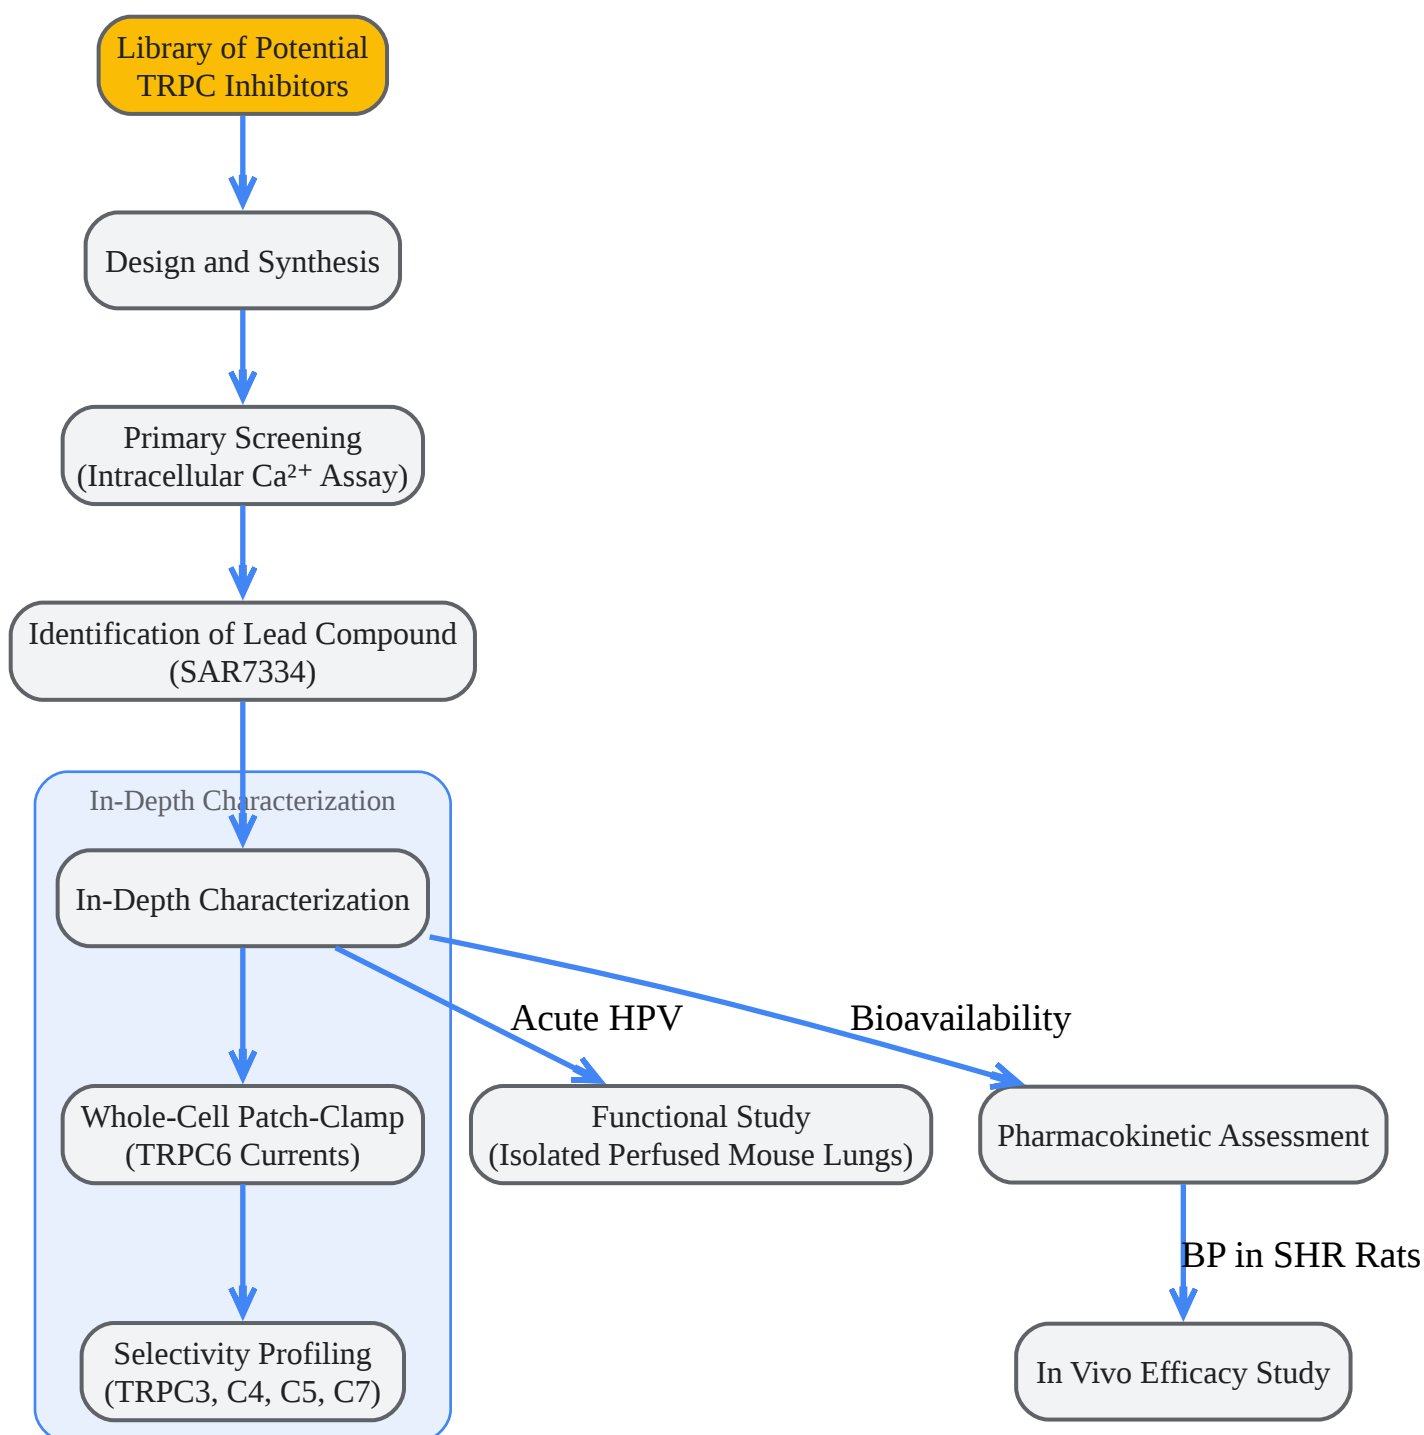 Library of Potential
TRPC Inhibitors
Design and Synthesis
Primary Screening
(Intracellular Ca²⁺ Assay)
Identification of Lead Compound
(SAR7334)
In-Depth Characterization
In-Depth Characterization
Acute HPV
Bioavailability
Whole-Cell Patch-Clamp
(TRPC6 Currents)
Functional Study
(Isolated Perfused Mouse Lungs)
Pharmacokinetic Assessment
BP in SHR Rats
Selectivity Profiling
(TRPC3, C4, C5, C7)
In Vivo Efficacy Study